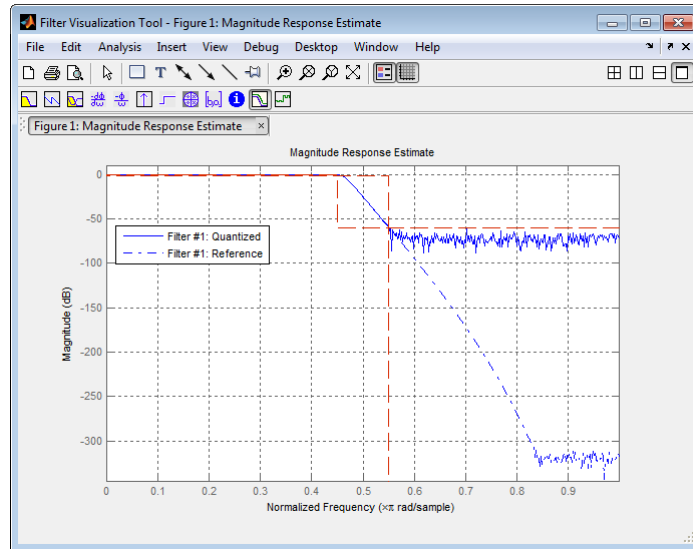 Filter Visualization Tool - Figure 1: Magnitude Response Estimate
File Edit Analysis Insert View Debug Desktop Window Help
Figure 1: Magnitude Response Estimate ×
Magnitude Response Estimate
0
-50
-100
-150
-200
-250
-300
Magnitude (dB)
Filter #1: Quantized
Filter #1: Reference
0 0.1 0.2 0.3 0.4 0.5 0.6 0.7 0.8 0.9
Normalized Frequency (×π rad/sample)